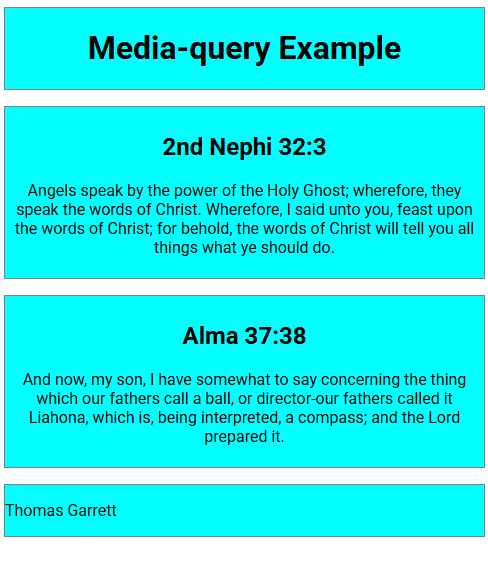 Media-query Example
2nd Nephi 32:3
Angels speak by the power of the Holy Ghost; wherefore, they
speak the words of Christ. Wherefore, I said unto you, feast upon
the words of Christ; for behold, the words of Christ will tell you all
things what ye should do.
Alma 37:38
And now, my son, I have somewhat to say concerning the thing
which our fathers call a ball, or director-our fathers called it
Liahona, which is, being interpreted, a compass; and the Lord
prepared it.
Thomas Garrett